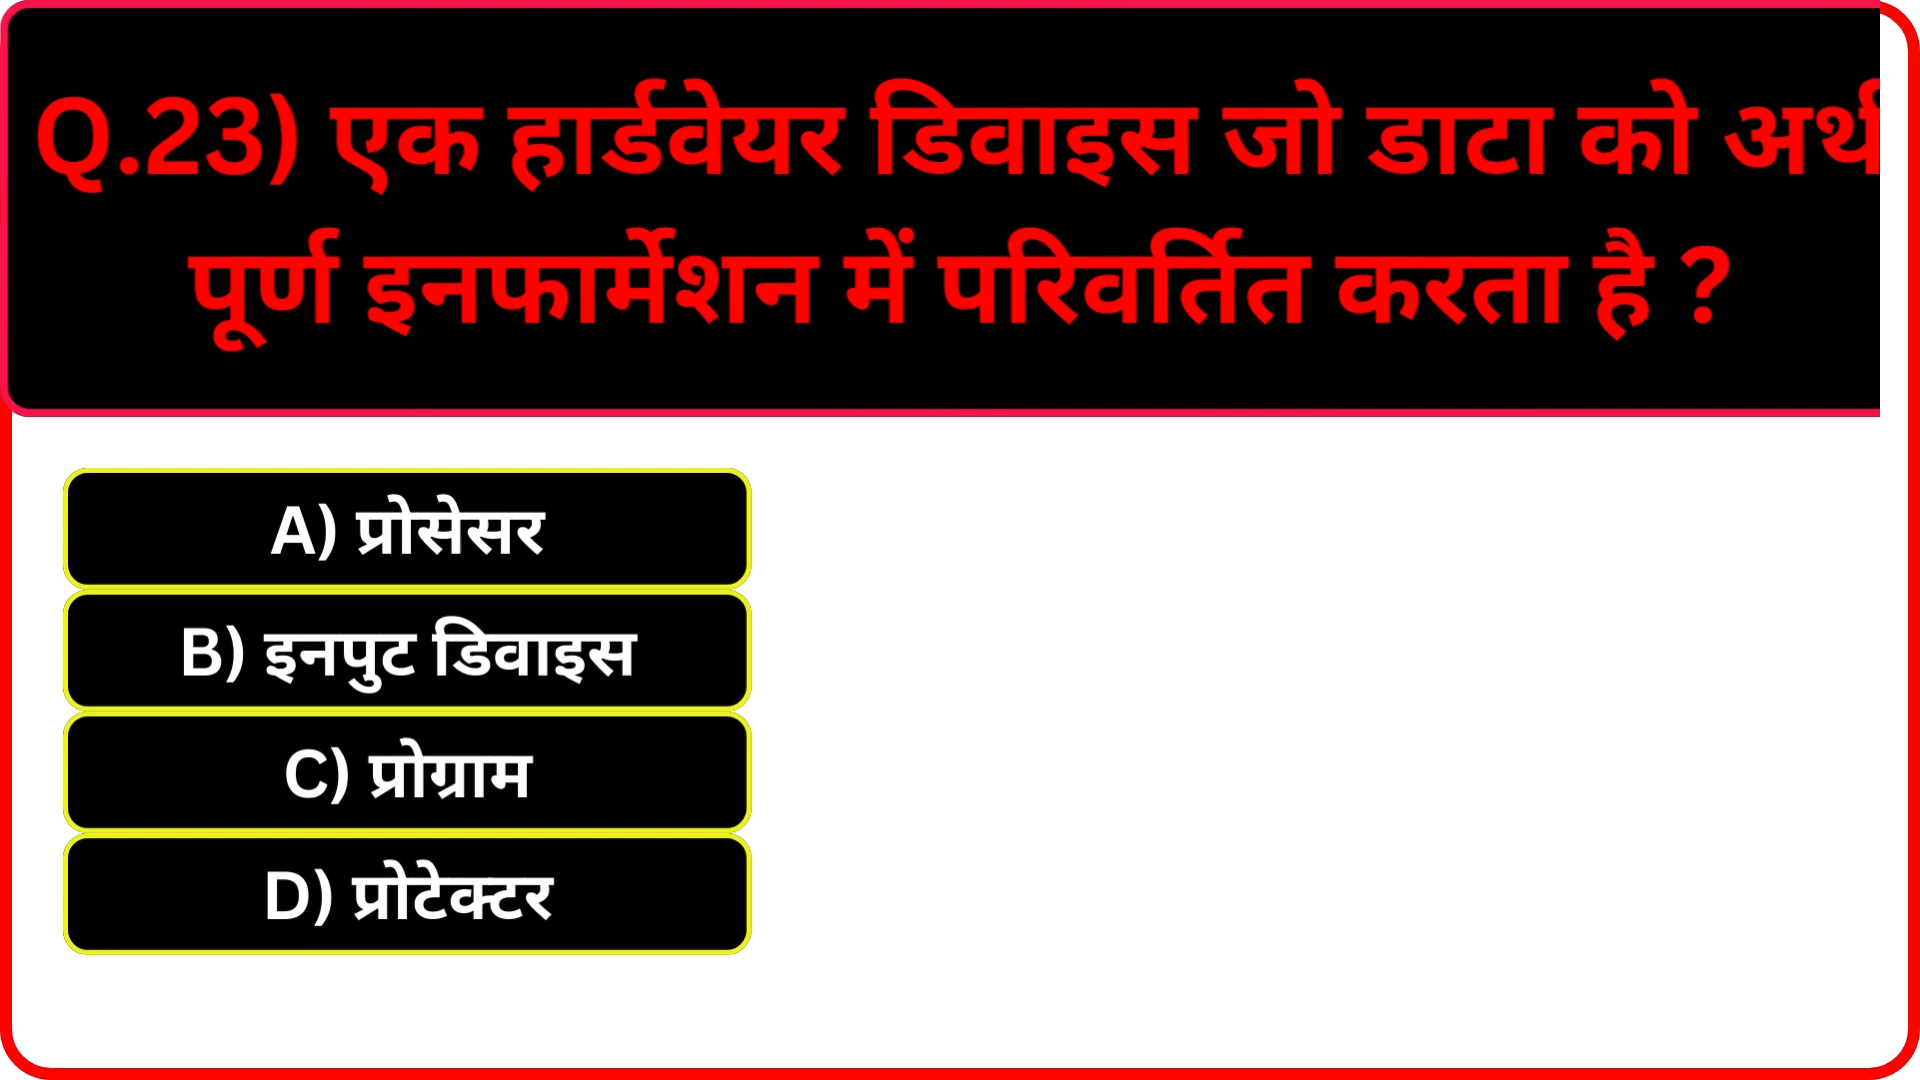 Q.23) एक हार्डवेयर डिवाइस जो डाटा को अर्थ
पूर्ण इनफार्मेशन में परिवर्तित करता है ?
A) प्रोसेसर
B) इनपुट डिवाइस
C) प्रोग्राम
D) प्रोटेक्टर